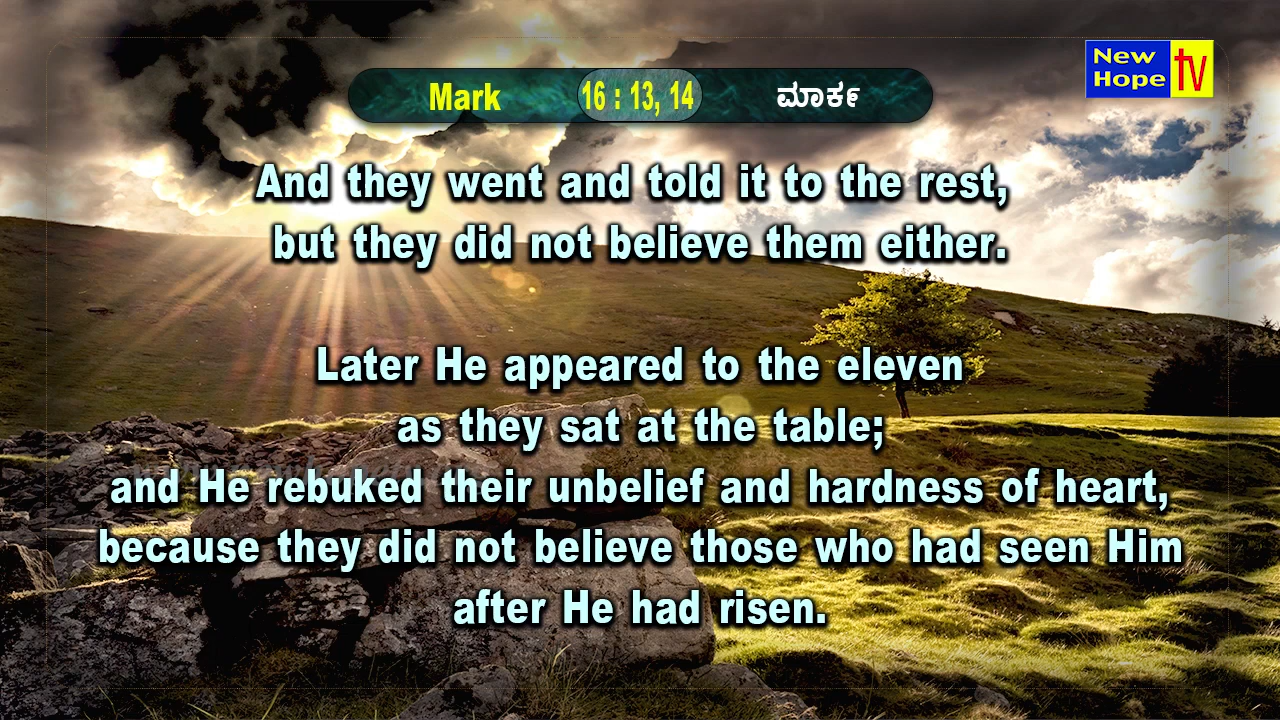 New
Hope TV
Mark 16 : 13, 14 ಮಾರ್ಕ
And they went and told it to the rest,
but they did not believe them either.
Later He appeared to the eleven
as they sat at the table;
and He rebuked their unbelief and hardness of heart,
because they did not believe those who had seen Him
after He had risen.